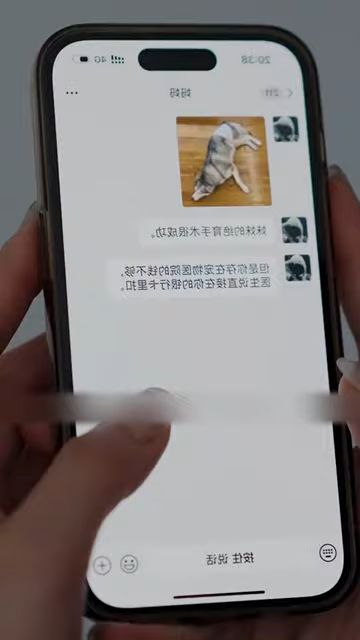 20:38
4G
211
妈妈
妹妹的绝育手术很成功。
但是你存在宠物医院的钱不够,
医生说直接在你的银行卡里扣。
按住 说话